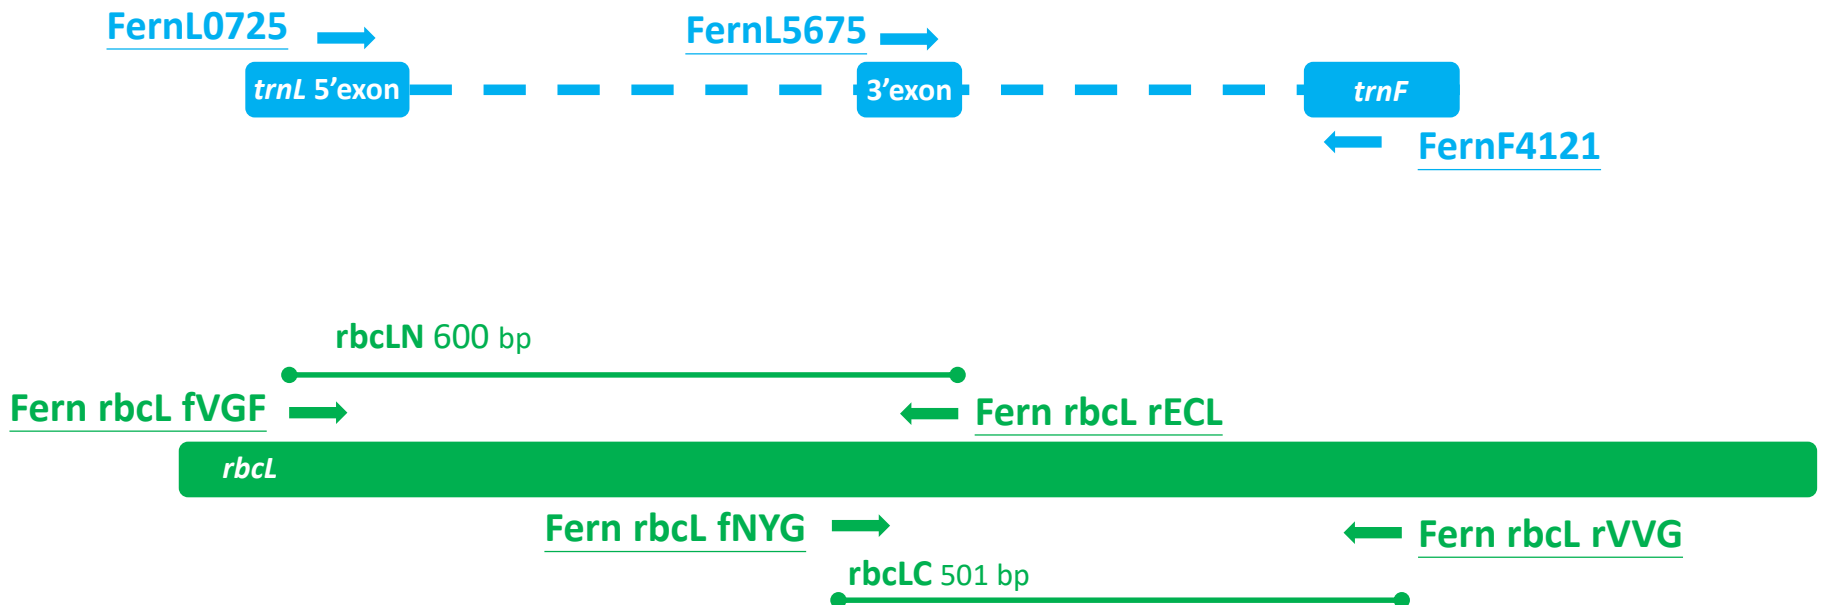 FernL0725
FernL5675
trnL 5’exon
3’exon
trnF
FernF4121
rbcLN 600 bp
Fern rbcL fVGF
Fern rbcL rECL
rbcL
Fern rbcL fNYG
Fern rbcL rVVG
rbcLC 501 bp